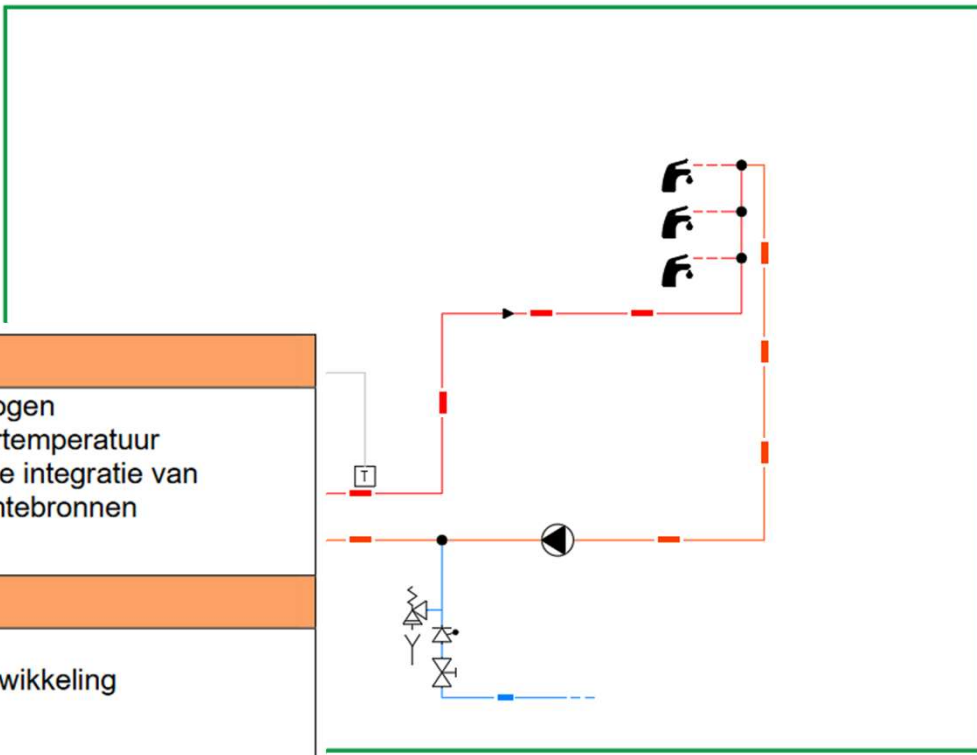 ogen
rtemperatuur
e integratie van
ntebronnen
wikkeling
T